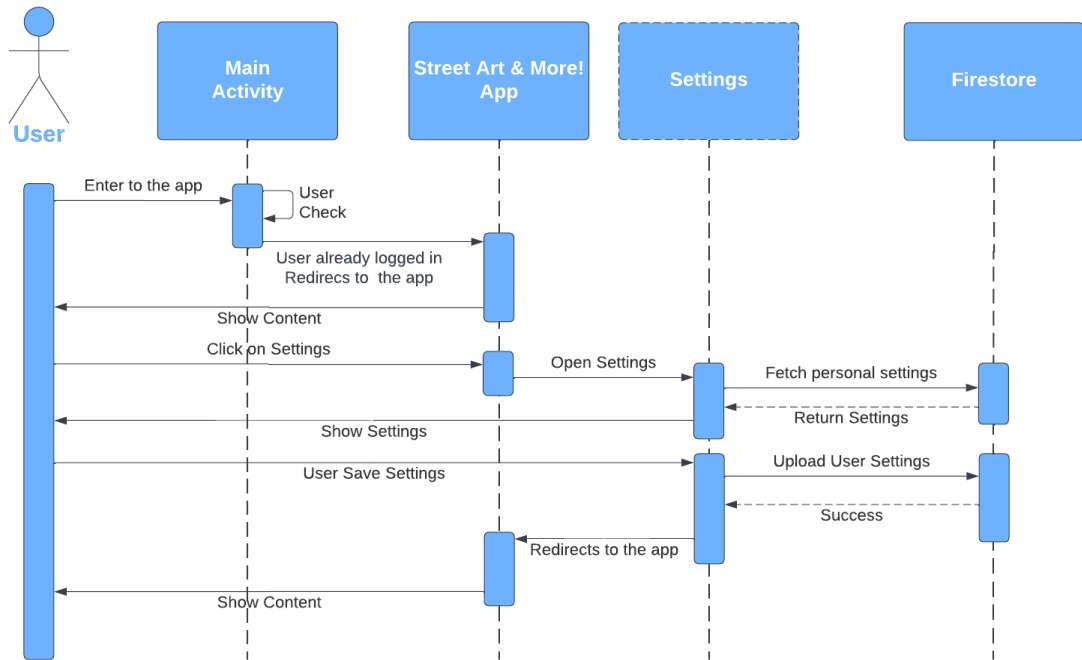 Main
Activity
Street Art & More!
App
Settings
Firestore
User
Enter to the app
User
Check
User already logged in
Redirecs to  the app
Show Content
Click on Settings
Open Settings
Fetch personal settings
Return Settings
Show Settings
User Save Settings
Upload User Settings
Success
Redirects to the app
Show Content